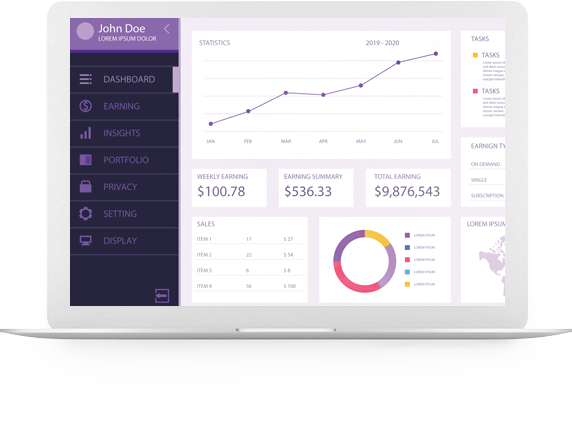 John Doe
LOREM IPSUM DOLOR
DASHBOARD
EARNING
INSIGHTS
PORTFOLIO
PRIVACY
SETTING
DISPLAY
STATISTICS
2019 - 2020
JAN FEB MAR APR MAY JUN JUL
WEEKLY EARNING
$100.78
EARNING SUMMARY
$536.33
TOTAL EARNING
$9,876,543
SALES
ITEM 1 17 $ 27
ITEM 2 23 $ 54
ITEM 3 6 $ 8
ITEM 4 56 $ 100
LOREM IPSUM
LOREM IPSUM
LOREM IPSUM
LOREM IPSUM
LOREM IPSUM
TASKS
TASKS
TASKS
EARNIGN TY
ON DEMAND
SINGLE
SUBSCRIPTION
LOREM IPSUM